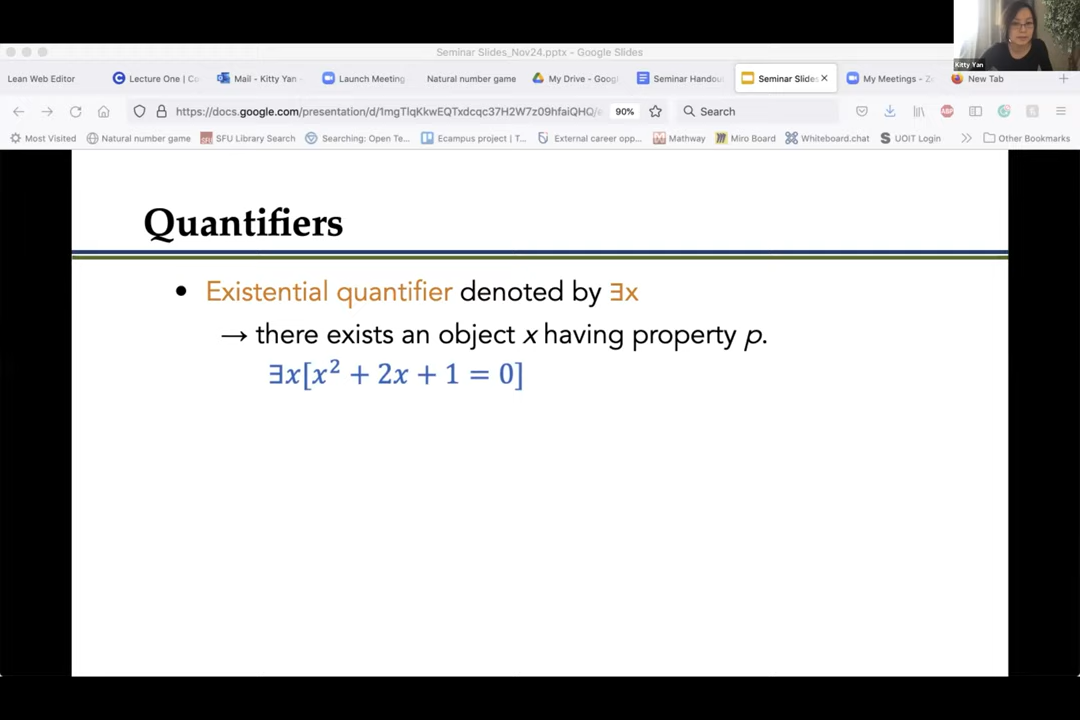 Kitty Yan
Seminar Slides_Nov24.pptx - Google Slides
Lean Web Editor
Lecture One | Co
Mail - Kitty Yan -
Launch Meeting
Natural number game
My Drive - Goog
Seminar Handou
Seminar Slides
My Meetings - Z
New Tab
https://docs.google.com/presentation/d/1mgTlqKkwEQTxdcqc37H2W7z09hfaiQHQ/
90%
Search
Most Visited
Natural number game
SFU Library Search
Searching: Open Te...
Ecampus project | T...
External career opp...
Mathway
Miro Board
Whiteboard.chat
UOIT Login
Other Bookmarks
Quantifiers
• Existential quantifier denoted by ∃x
→ there exists an object x having property p.
∃x[x² + 2x + 1 = 0]